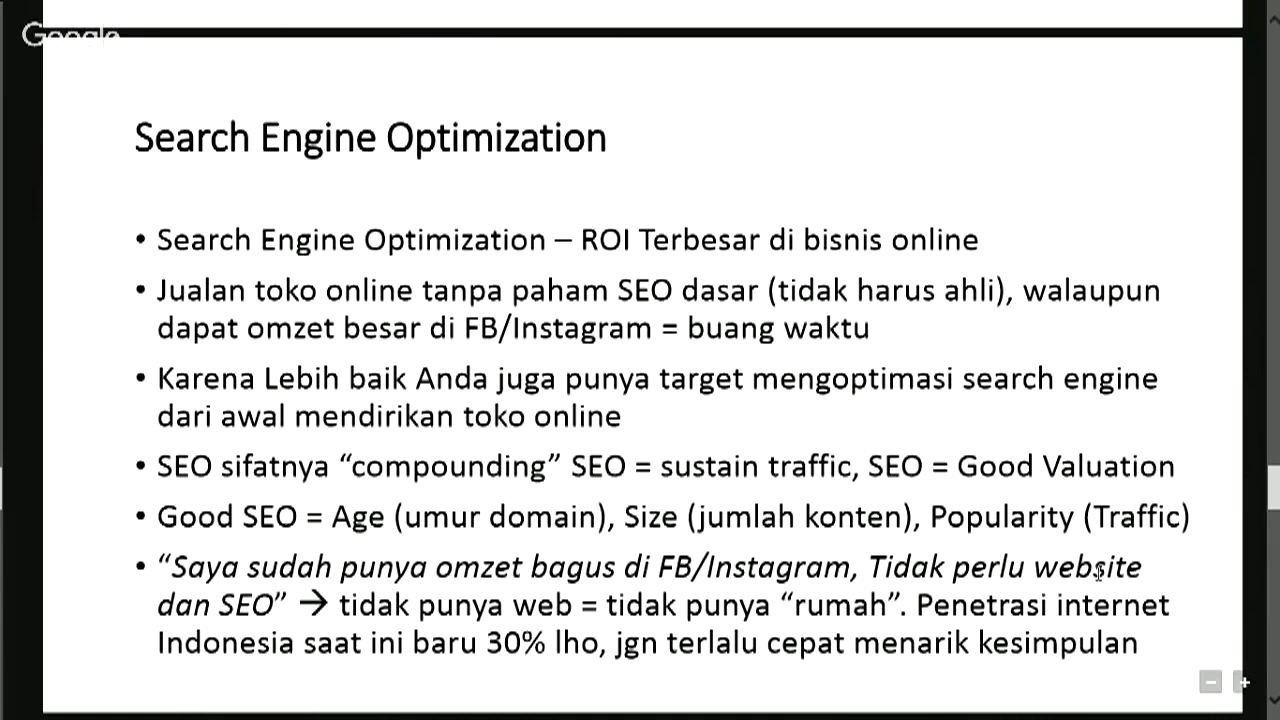 Google
Search Engine Optimization
• Search Engine Optimization – ROI Terbesar di bisnis online
• Jualan toko online tanpa paham SEO dasar (tidak harus ahli), walaupun
dapat omzet besar di FB/Instagram = buang waktu
• Karena Lebih baik Anda juga punya target mengoptimasi search engine
dari awal mendirikan toko online
• SEO sifatnya “compounding” SEO = sustain traffic, SEO = Good Valuation
• Good SEO = Age (umur domain), Size (jumlah konten), Popularity (Traffic)
• “Saya sudah punya omzet bagus di FB/Instagram, Tidak perlu website
dan SEO” → tidak punya web = tidak punya “rumah”. Penetrasi internet
Indonesia saat ini baru 30% lho, jgn terlalu cepat menarik kesimpulan